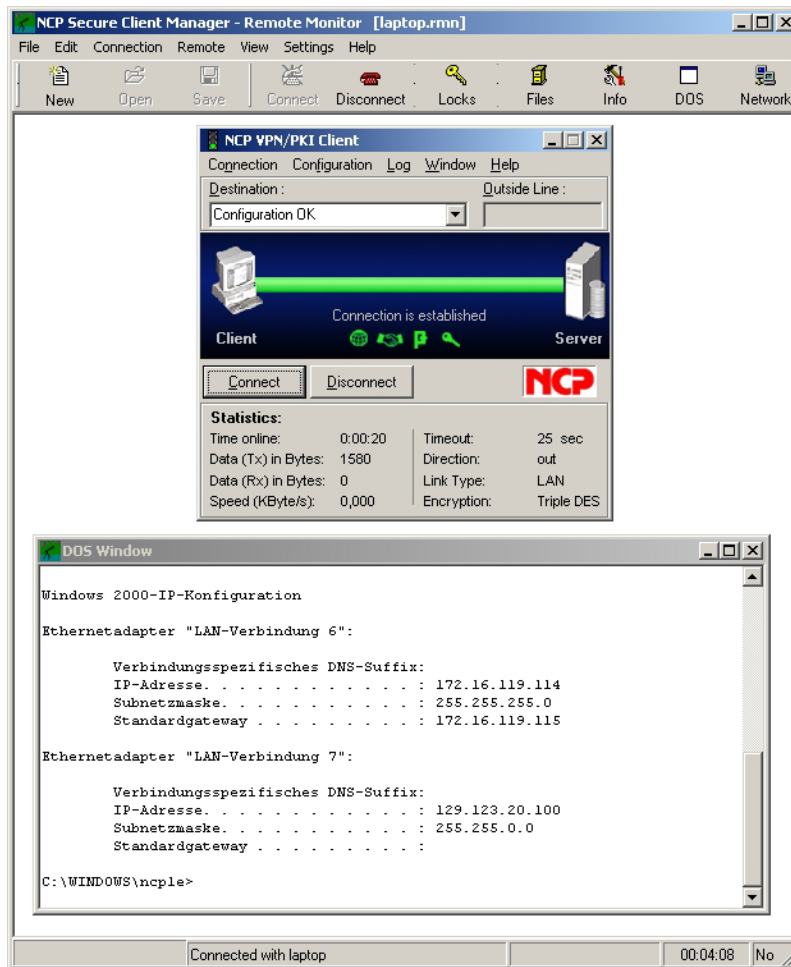 NCP Secure Client Manager - Remote Monitor [laptop.rmn]
File Edit Connection Remote View Settings Help
New Open Save Connect Disconnect Locks Files Info DOS Network
NCP VPN/PKI Client
Connection Configuration Log Window Help
Destination : Outside Line :
Configuration OK
Connection is established
Client Server
Connect Disconnect NCP
Statistics:
Time online: 0:00:20 Timeout: 25 sec
Data (Tx) in Bytes: 1580 Direction: out
Data (Rx) in Bytes: 0 Link Type: LAN
Speed (KByte/s): 0,000 Encryption: Triple DES
DOS Window
Windows 2000-IP-Konfiguration
Ethernetadapter "LAN-Verbindung 6":
Verbindungsspezifisches DNS-Suffix:
IP-Adresse. . . . . . . . . . . . : 172.16.119.114
Subnetzmaske. . . . . . . . . . . : 255.255.255.0
Standardgateway . . . . . . . . . : 172.16.119.115
Ethernetadapter "LAN-Verbindung 7":
Verbindungsspezifisches DNS-Suffix:
IP-Adresse. . . . . . . . . . . . : 129.123.20.100
Subnetzmaske. . . . . . . . . . . : 255.255.0.0
Standardgateway . . . . . . . . . :
C:\WINDOWS\ncple>
Connected with laptop 00:04:08 No